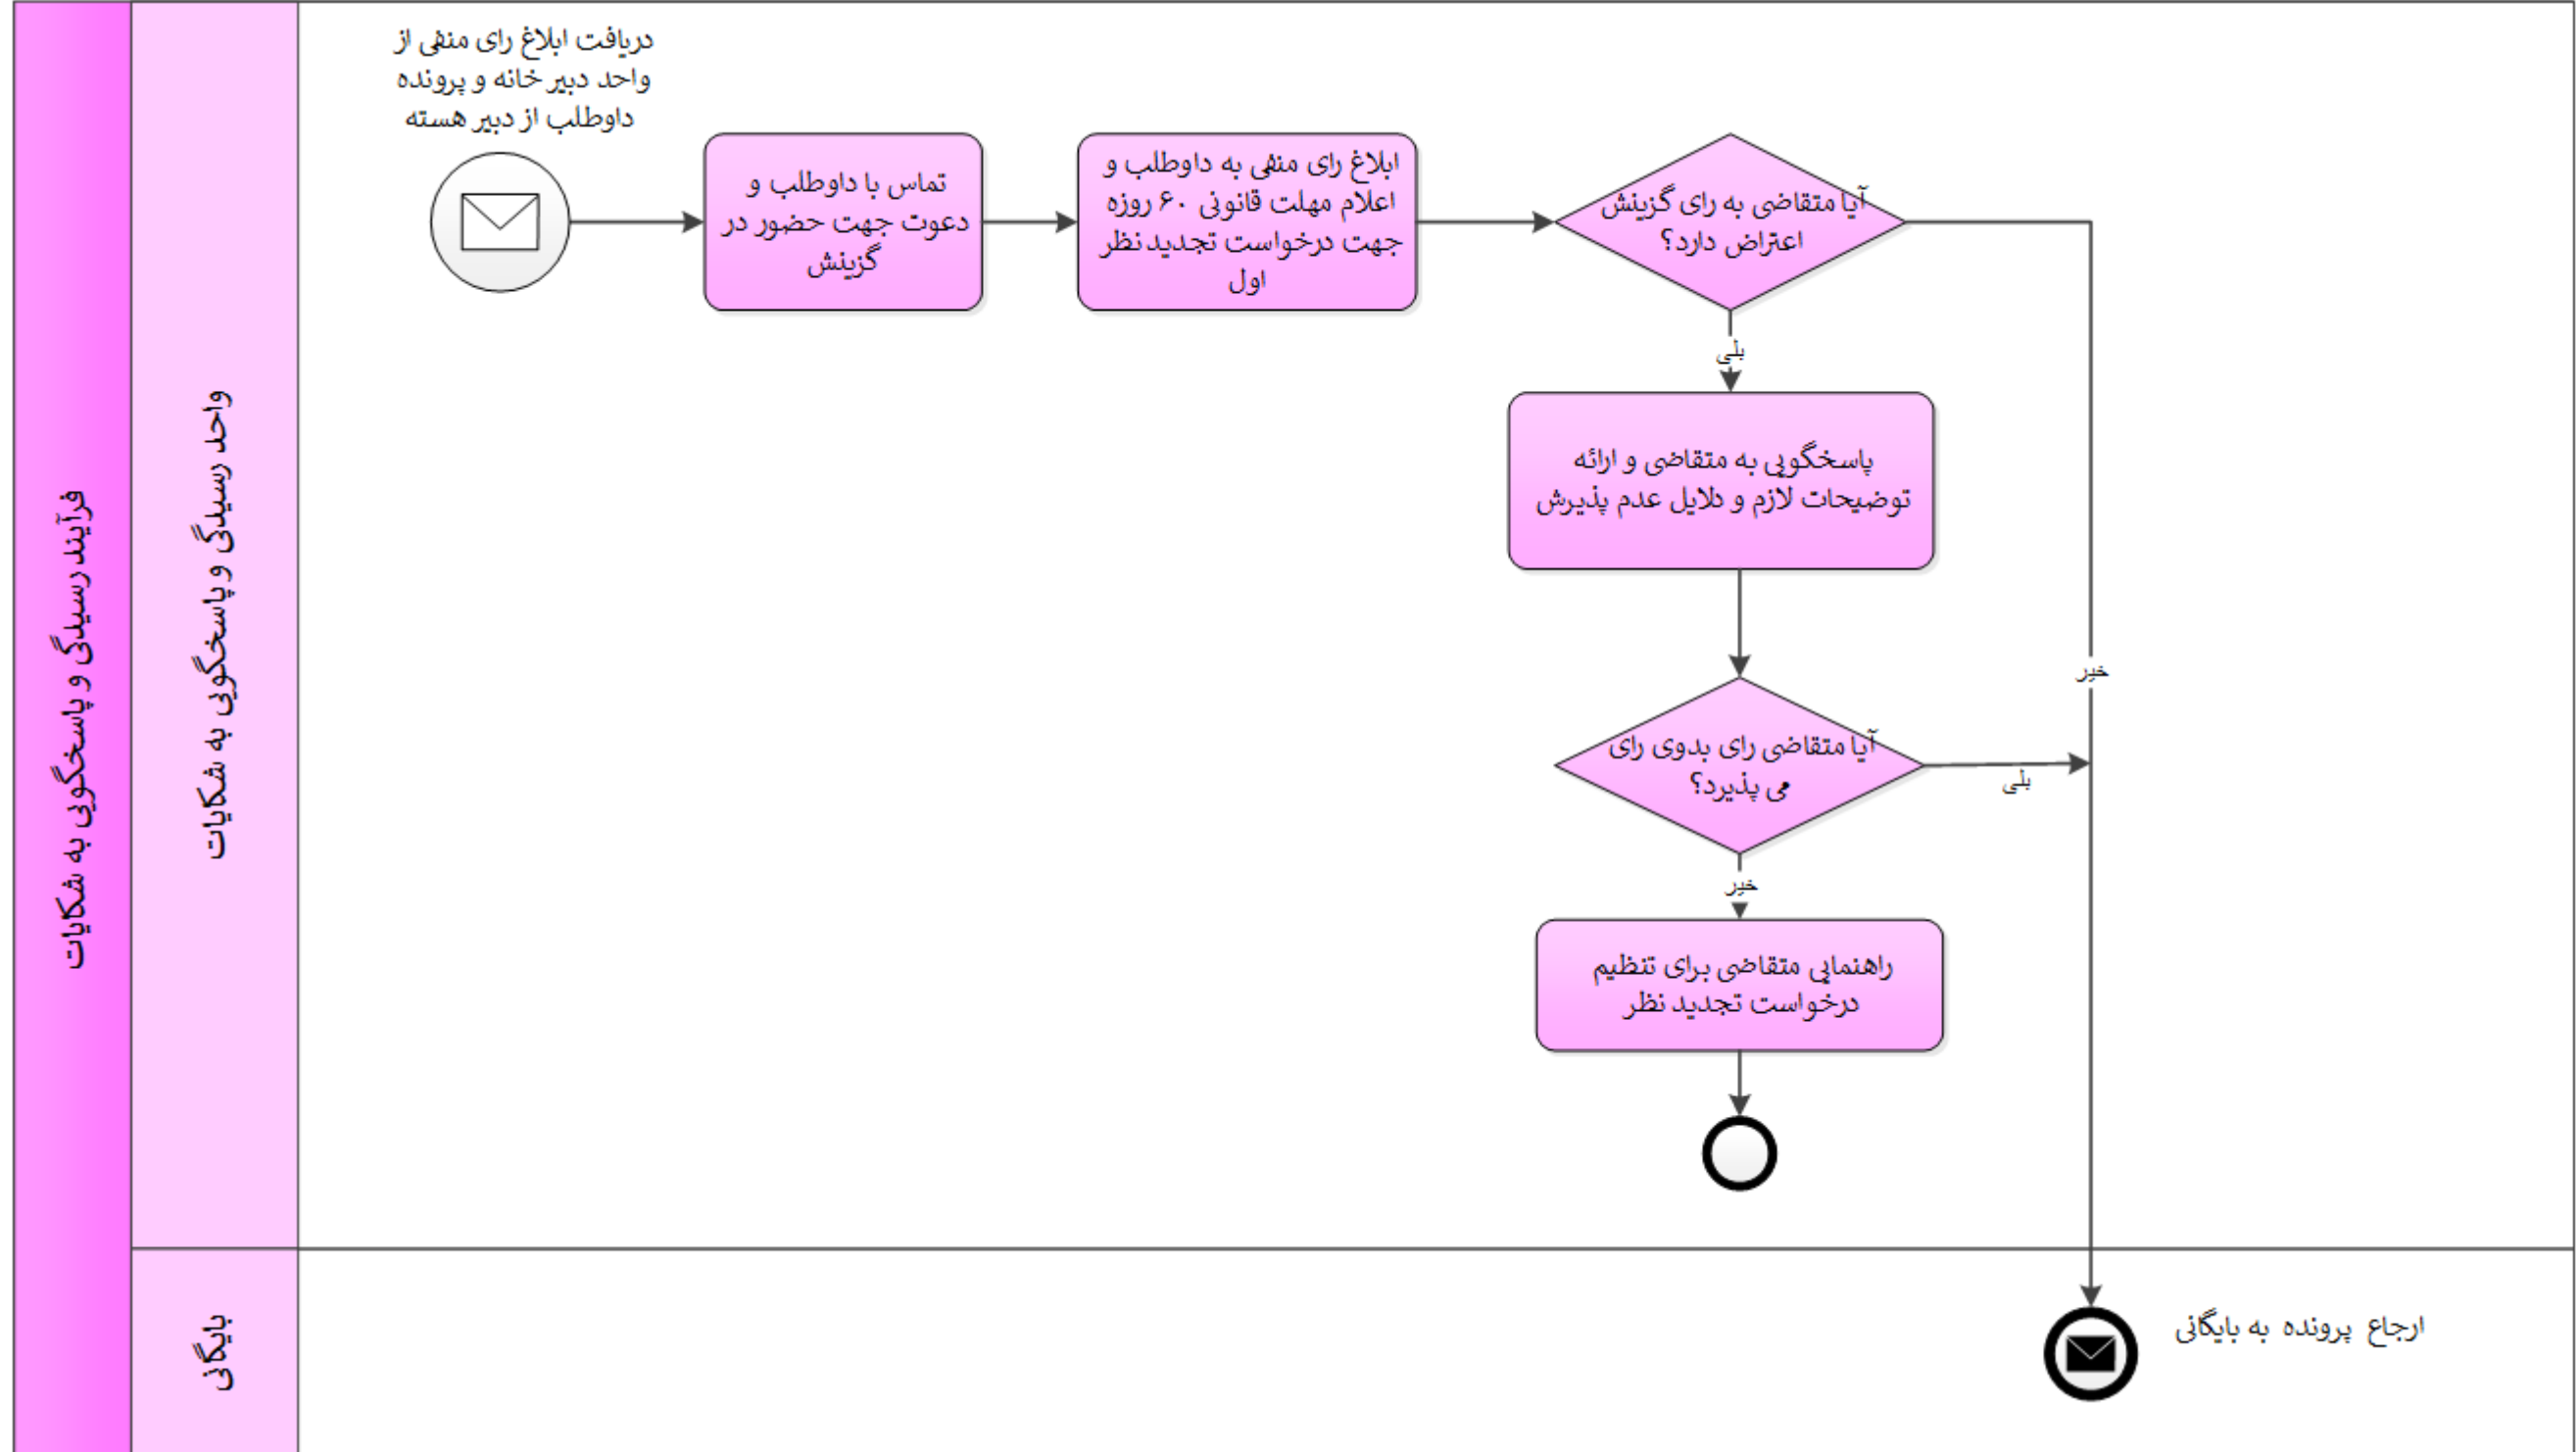 فرآیند رسیدگی و پاسخگویی به شکایات
واحد رسیدگی و پاسخگویی به شکایات
دریافت ابلاغ رای منفی از
واحد دبیر خانه و پرونده
داوطلب از دبیر هسته
تماس با داوطلب و
دعوت جهت حضور در
گزینش
ابلاغ رای منفی به داوطلب و
اعلام مهلت قانونی ۶۰ روزه
جهت درخواست تجدید نظر
اول
آیا متقاضی به رای گزینش
اعتراض دارد؟
بلی
پاسخگویی به متقاضی و ارائه
توضیحات لازم و دلایل عدم پذیرش
خیر
آیا متقاضی رای بدوی رای
می پذیرد؟
بلی
خیر
راهنمایی متقاضی برای تنظیم
درخواست تجدید نظر
بایگانی
ارجاع پرونده به بایگانی